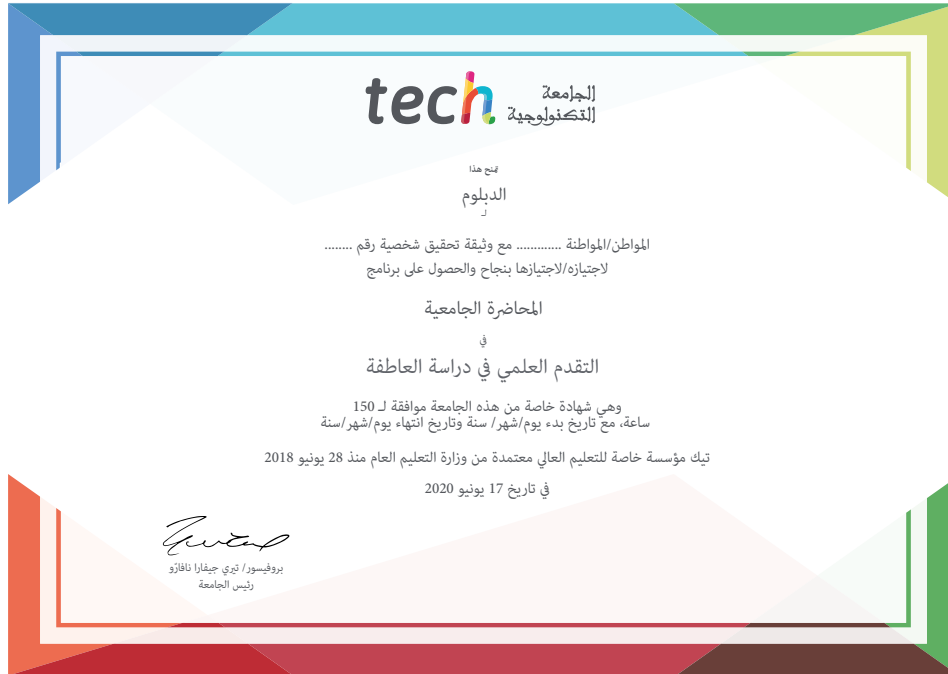 tech الجامعة
التكنولوجية
تمنح هذا
الدبلوم
لـ
المواطن/المواطنة ............. مع وثيقة تحقيق شخصية رقم ........
لاجتيازه/لاجتيازها بنجاح والحصول على برنامج
المحاضرة الجامعية
في
التقدم العلمي في دراسة العاطفة
وهي شهادة خاصة من هذه الجامعة موافقة لـ 150
ساعة، مع تاريخ بدء يوم/شهر/ سنة وتاريخ انتهاء يوم/شهر/سنة
تيك مؤسسة خاصة للتعليم العالي معتمدة من وزارة التعليم العام منذ 28 يونيو 2018
في تاريخ 17 يونيو 2020
بروفيسور/ تيري جيفارا نافارّو
رئيس الجامعة